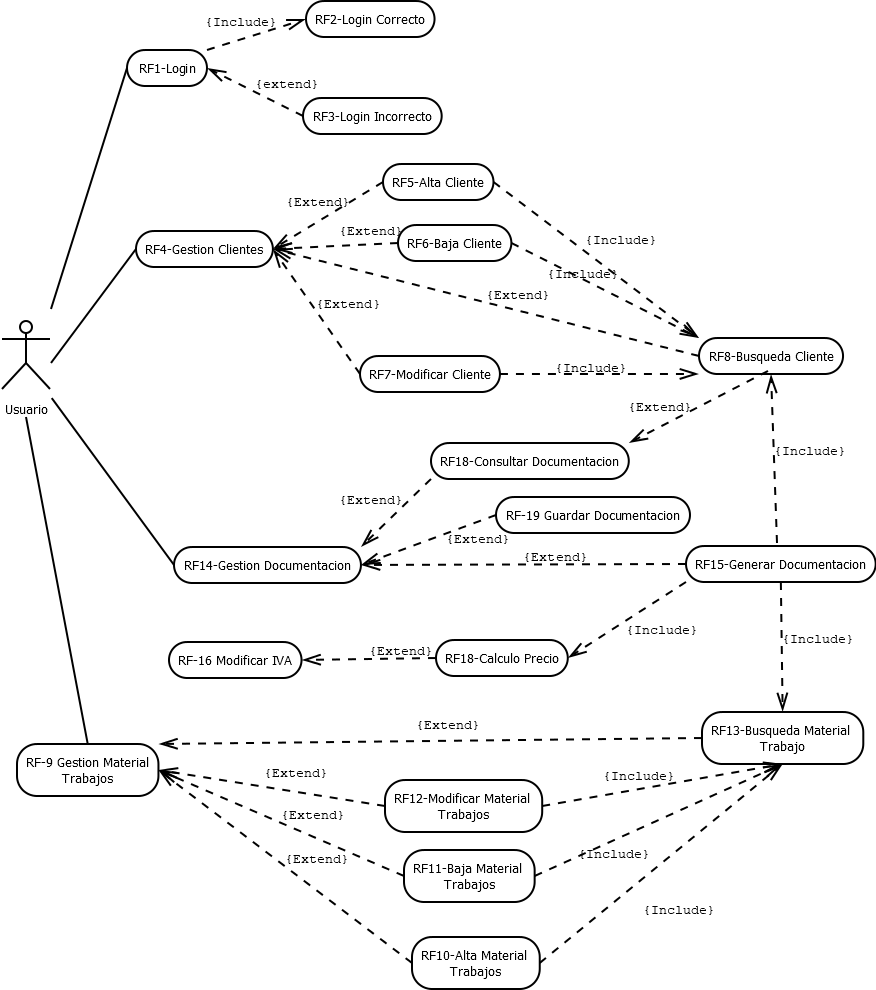 {Include}
RF2-Login Correcto
RF1-Login
{extend}
RF3-Login Incorrecto
RF5-Alta Cliente
{Extend}
{Extend}
RF6-Baja Cliente
{Include}
RF4-Gestion Clientes
{Include}
{Extend}
{Extend}
RF8-Busqueda Cliente
RF7-Modificar Cliente
{Include}
Usuario
{Extend}
{Include}
RF18-Consultar Documentacion
{Extend}
RF-19 Guardar Documentacion
{Extend}
{Extend}
RF14-Gestion Documentacion
RF15-Generar Documentacion
{Include}
{Include}
RF-16 Modificar IVA
{Extend}
RF18-Calculo Precio
{Extend}
RF13-Busqueda Material
Trabajo
RF-9 Gestion Material
Trabajos
{Extend}
{Include}
RF12-Modificar Material
Trabajos
{Extend}
{Include}
{Extend}
RF11-Baja Material
Trabajos
{Include}
RF10-Alta Material
Trabajos